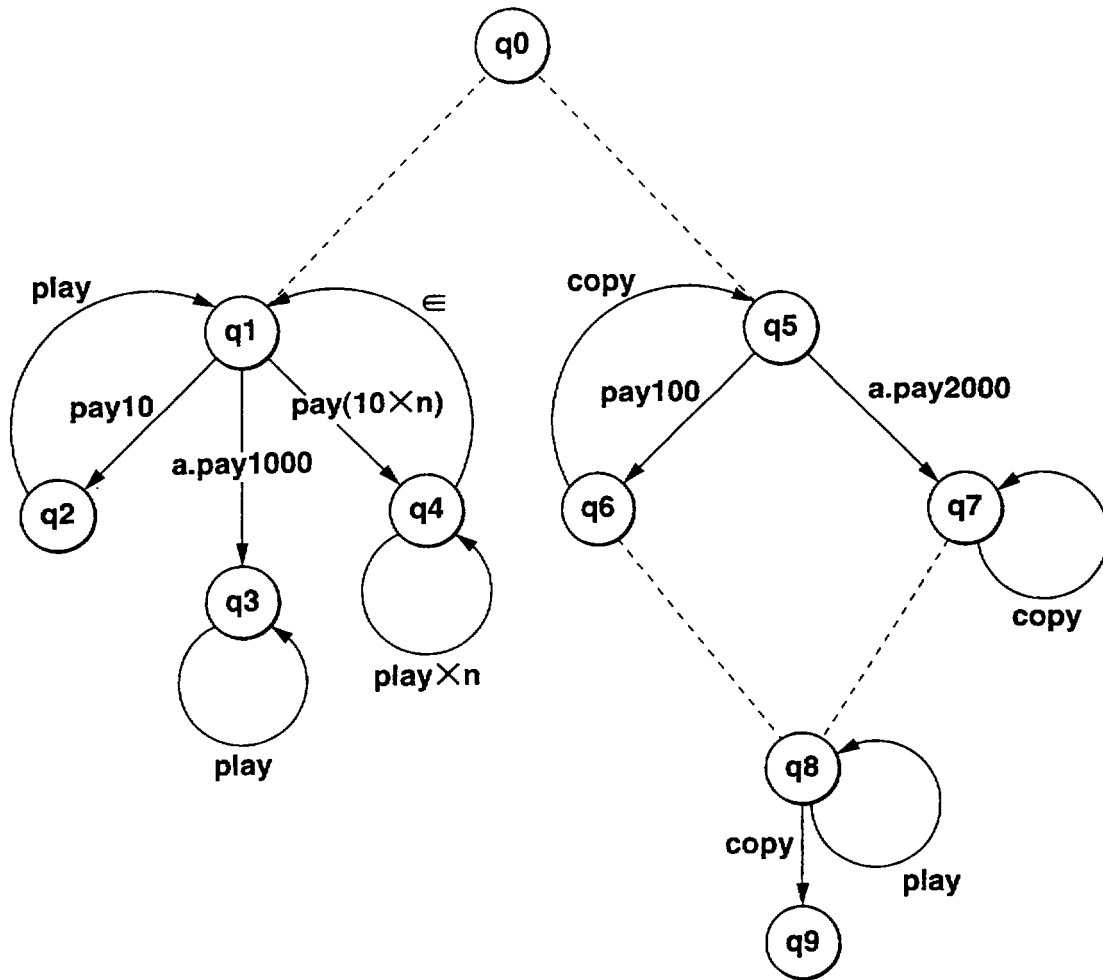 q0
play
∈
copy
q1
q5
pay10
pay(10×n)
pay100
a.pay2000
a.pay1000
q2
q4
q6
q7
q3
copy
play×n
play
q8
copy
play
q9